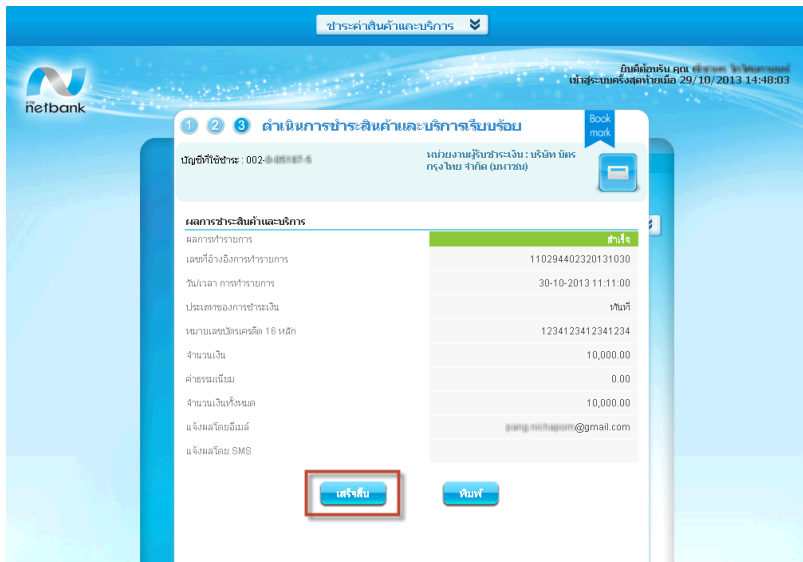 ชำระค่าสินค้าและบริการ
ยินดีต้อนรับ คุณ
เข้าสู่ระบบครั้งสุดท้ายเมื่อ 29/10/2013 14:48:03
KTB
netbank
1 2 3 ดำเนินการชำระสินค้าและบริการเรียบร้อย
Book
mark
บัญชีที่ใช้ชำระ : 002-
หน่วยงานผู้รับชำระเงิน : บริษัท บัตร
กรุงไทย จำกัด (มหาชน)
ผลการชำระสินค้าและบริการ
ผลการทำรายการ สำเร็จ
เลขที่อ้างอิงการทำรายการ 110294402320131030
วัน/เวลา การทำรายการ 30-10-2013 11:11:00
ประเภทของการชำระเงิน ทันที
หมายเลขบัตรเครดิต 16 หลัก 1234123412341234
จำนวนเงิน 10,000.00
ค่าธรรมเนียม 0.00
จำนวนเงินทั้งหมด 10,000.00
แจ้งผลโดยอีเมล์ @gmail.com
แจ้งผลโดย SMS
เสร็จสิ้น พิมพ์